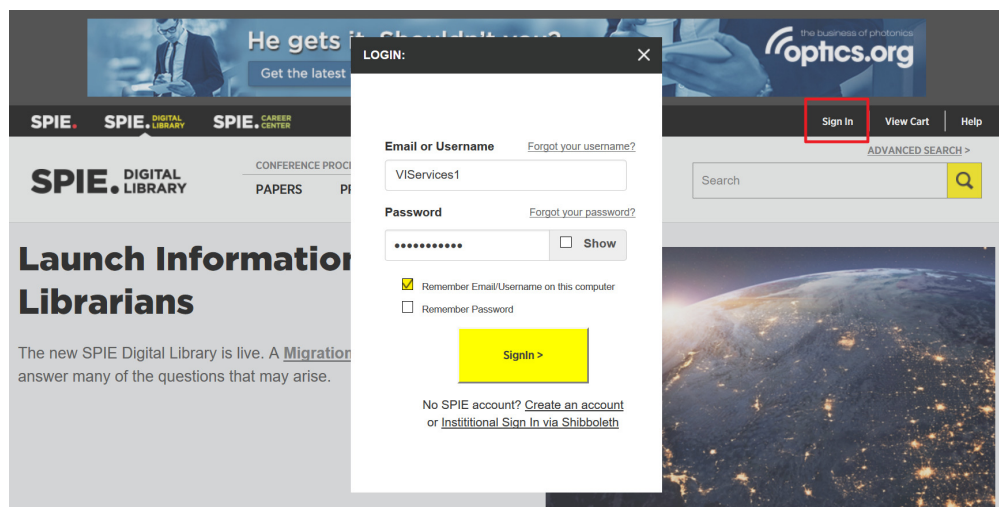 He gets it.
Get the latest
the business of photonics
optics.org
LOGIN:
SPIE.
SPIE. DIGITAL LIBRARY
SPIE. CAREER CENTER
Sign In
View Cart
Help
ADVANCED SEARCH >
SPIE. DIGITAL LIBRARY
CONFERENCE PROC
PAPERS
Search
Email or Username
Forgot your username?
VIServices1
Password
Forgot your password?
•••••••••••
Show
Remember Email/Username on this computer
Remember Password
SignIn >
No SPIE account? Create an account
or Instititional Sign In via Shibboleth
Launch Information
Librarians
The new SPIE Digital Library is live. A Migration
answer many of the questions that may arise.